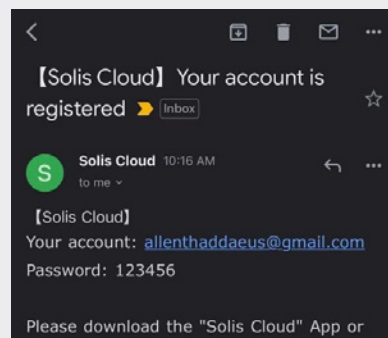 【Solis Cloud】Your account is
registered Inbox
S
Solis Cloud 10:16 AM
to me
【Solis Cloud】
Your account: allenthaddaeus@gmail.com
Password: 123456
Please download the "Solis Cloud" App or